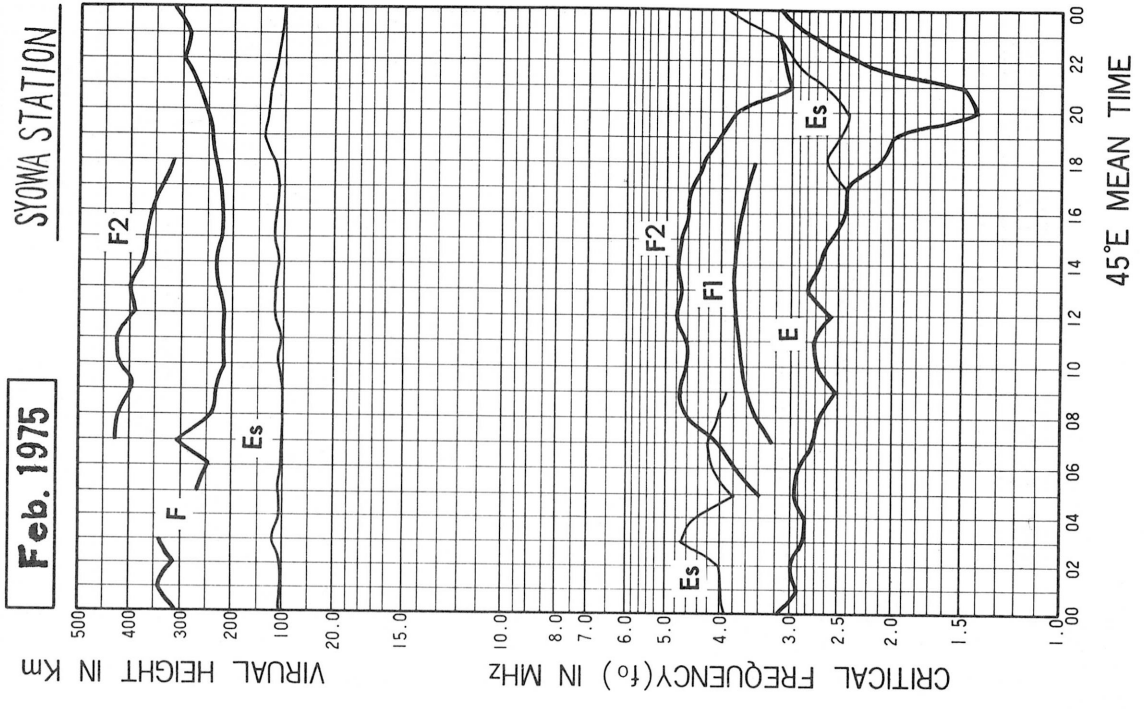 Feb. 1975
SYOWA STATION
VIRUAL HEIGHT IN Km
500
400
300
200
100
F2
F
Es
CRITICAL FREQUENCY(fo) IN MHz
15.0
10.0
9.0
8.0
7.0
6.0
5.0
4.0
3.0
2.5
2.0
1.5
1.0
F2
F1
E
Es
Es
00 02 04 06 08 10 12 14 16 18 20 22 00
45°E MEAN TIME